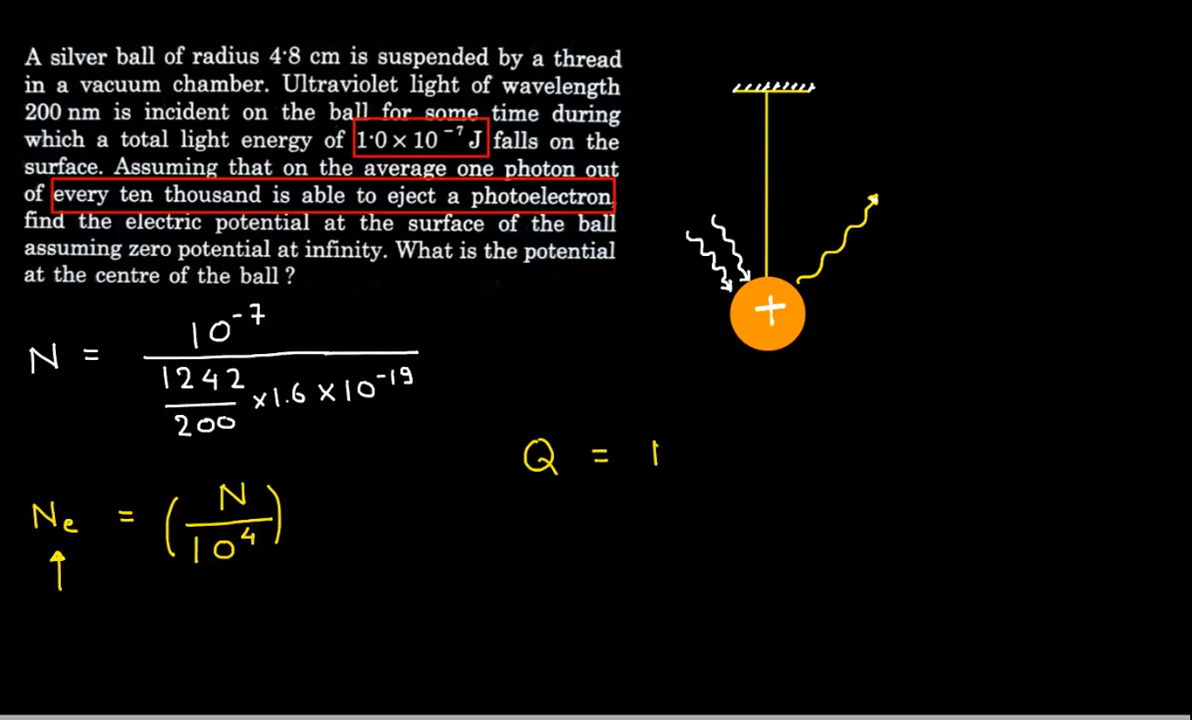 A silver ball of radius 4·8 cm is suspended by a thread
in a vacuum chamber. Ultraviolet light of wavelength
200 nm is incident on the ball for some time during
which a total light energy of 1·0 × 10⁻⁷ J falls on the
surface. Assuming that on the average one photon out
of every ten thousand is able to eject a photoelectron,
find the electric potential at the surface of the ball
assuming zero potential at infinity. What is the potential
at the centre of the ball ?
+
N = 10⁻⁷
1242
200
×1.6 × 10⁻¹⁹
Q = 1
Nₑ = (N
10⁴)